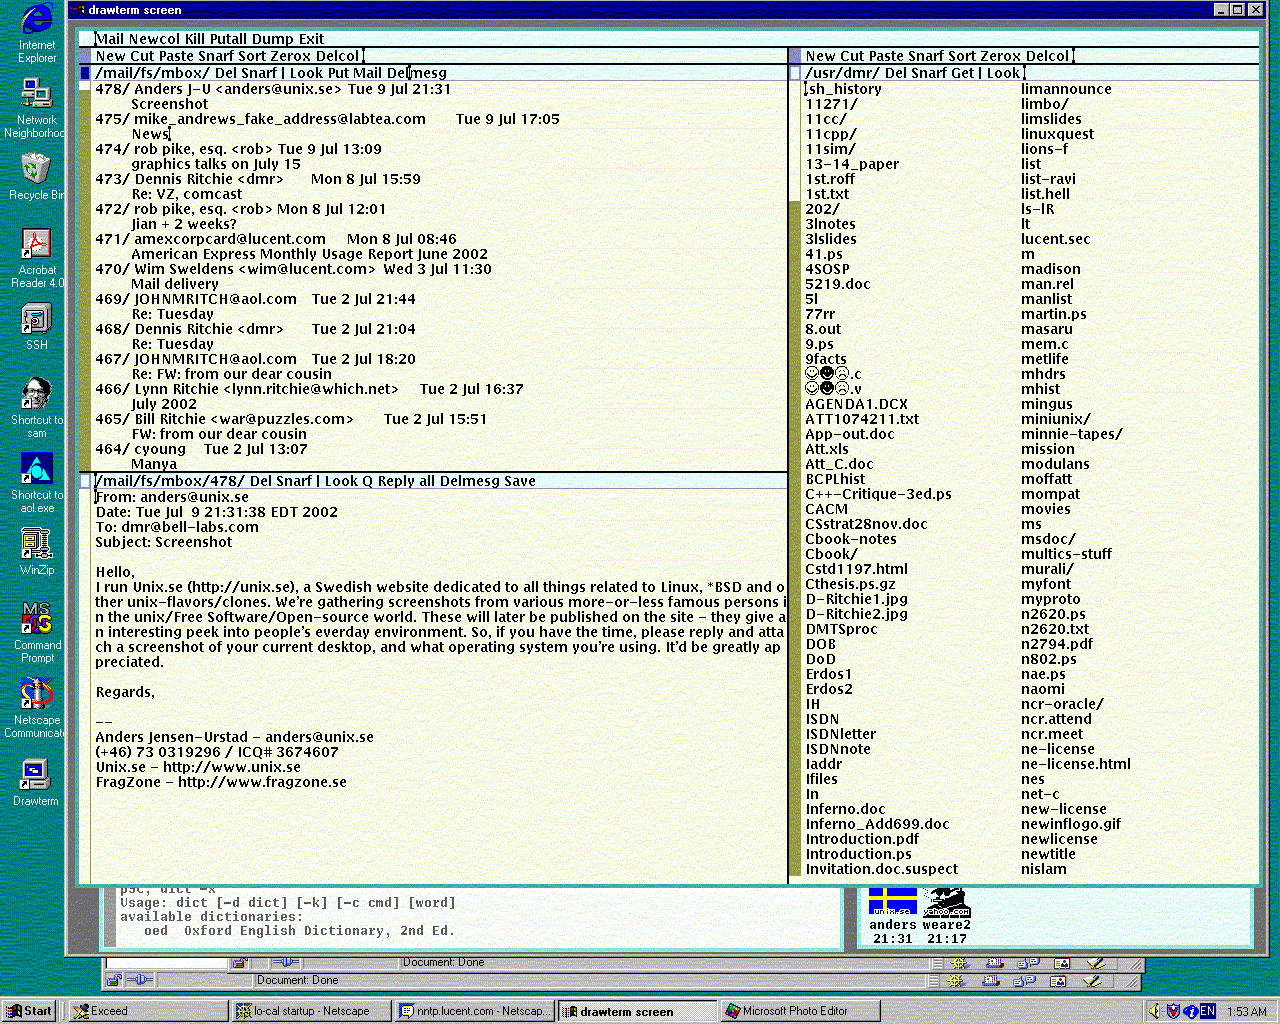 drawterm screen
Internet
Explorer
Network
Neighborhoo
Recycle Bin
Acrobat
Reader 4.0
SSH
Shortcut to
sam
Shortcut to
aol.exe
WinZip
Command
Prompt
Netscape
Communicat
Drawterm
Mail Newcol Kill Putall Dump Exit
New Cut Paste Snarf Sort Zerox Delcol
/mail/fs/mbox/ Del Snarf | Look Put Mail Delmesg
478/ Anders J-U <anders@unix.se> Tue 9 Jul 21:31
Screenshot
475/ mike_andrews_fake_address@labtea.com Tue 9 Jul 17:05
News
474/ rob pike, esq. <rob> Tue 9 Jul 13:09
graphics talks on July 15
473/ Dennis Ritchie <dmr> Mon 8 Jul 15:59
Re: VZ, comcast
472/ rob pike, esq. <rob> Mon 8 Jul 12:01
Jian + 2 weeks?
471/ amexcorpcard@lucent.com Mon 8 Jul 08:46
American Express Monthly Usage Report June 2002
470/ Wim Sweldens <wim@lucent.com> Wed 3 Jul 11:30
Mail delivery
469/ JOHNMRITCH@aol.com Tue 2 Jul 21:44
Re: Tuesday
468/ Dennis Ritchie <dmr> Tue 2 Jul 21:04
Re: Tuesday
467/ JOHNMRITCH@aol.com Tue 2 Jul 18:20
Re: FW: from our dear cousin
466/ Lynn Ritchie <lynn.ritchie@which.net> Tue 2 Jul 16:37
July 2002
465/ Bill Ritchie <war@puzzles.com> Tue 2 Jul 15:51
FW: from our dear cousin
464/ cyoung Tue 2 Jul 13:07
Manya
/mail/fs/mbox/478/ Del Snarf | Look Q Reply all Delmesg Save
From: anders@unix.se
Date: Tue Jul 9 21:31:38 EDT 2002
To: dmr@bell-labs.com
Subject: Screenshot
Hello,
I run Unix.se (http://unix.se), a Swedish website dedicated to all things related to Linux, *BSD and o
ther unix-flavors/clones. We're gathering screenshots from various more-or-less famous persons i
n the unix/Free Software/Open-source world. These will later be published on the site - they give a
n interesting peek into people's everday environment. So, if you have the time, please reply and atta
ch a screenshot of your current desktop, and what operating system you're using. It'd be greatly ap
preciated.
Regards,
--
Anders Jensen-Urstad - anders@unix.se
(+46) 73 0319296 / ICQ# 3674607
Unix.se - http://www.unix.se
FragZone - http://www.fragzone.se
New Cut Paste Snarf Sort Zerox Delcol
/usr/dmr/ Del Snarf Get | Look
.sh_history limannounce
11271/ limbo/
11cc/ limslides
11cpp/ linuxquest
11sim/ lions-f
13-14_paper list
1st.roff list-ravi
1st.txt list.hell
202/ ls-lR
3lnotes lt
3lslides lucent.sec
41.ps m
4SOSP madison
5219.doc man.rel
5l manlist
77rr martin.ps
8.out masaru
9.ps mem.c
9facts metlife
☺☻☹.c mhdrs
☺☻☹.v mhist
AGENDA1.DCX mingus
ATT1074211.txt miniunix/
App-out.doc minnie-tapes/
Att.xls mission
Att_C.doc modulans
BCPLhist moffatt
C++-Critique-3ed.ps mompat
CACM movies
CSstrat28nov.doc ms
Cbook-notes msdoc/
Cbook/ multics-stuff
Cstd1197.html murali/
Cthesis.ps.gz myfont
D-Ritchie1.jpg myproto
D-Ritchie2.jpg n2620.ps
DMTSproc n2620.txt
DOB n2794.pdf
DoD n802.ps
Erdos1 nae.ps
Erdos2 naomi
IH ncr-oracle/
ISDN ncr.attend
ISDNletter ncr.meet
ISDNnote ne-license
Iaddr ne-license.html
Ifiles nes
In net-c
Inferno.doc new-license
Inferno_Add699.doc newinflogo.gif
Introduction.pdf newlicense
Introduction.ps newtitle
Invitation.doc.suspect nislam
psc, dict -x
Usage: dict [-d dict] [-k] [-c cmd] [word]
available dictionaries:
oed Oxford English Dictionary, 2nd Ed.
unix.se yahoo.com
anders weare2
21:31 21:17
Document: Done
Document: Done
Start
Exceed
lo-cal startup - Netscape
nntp.lucent.com - Netscap...
drawterm screen
Microsoft Photo Editor
EN
1:53 AM